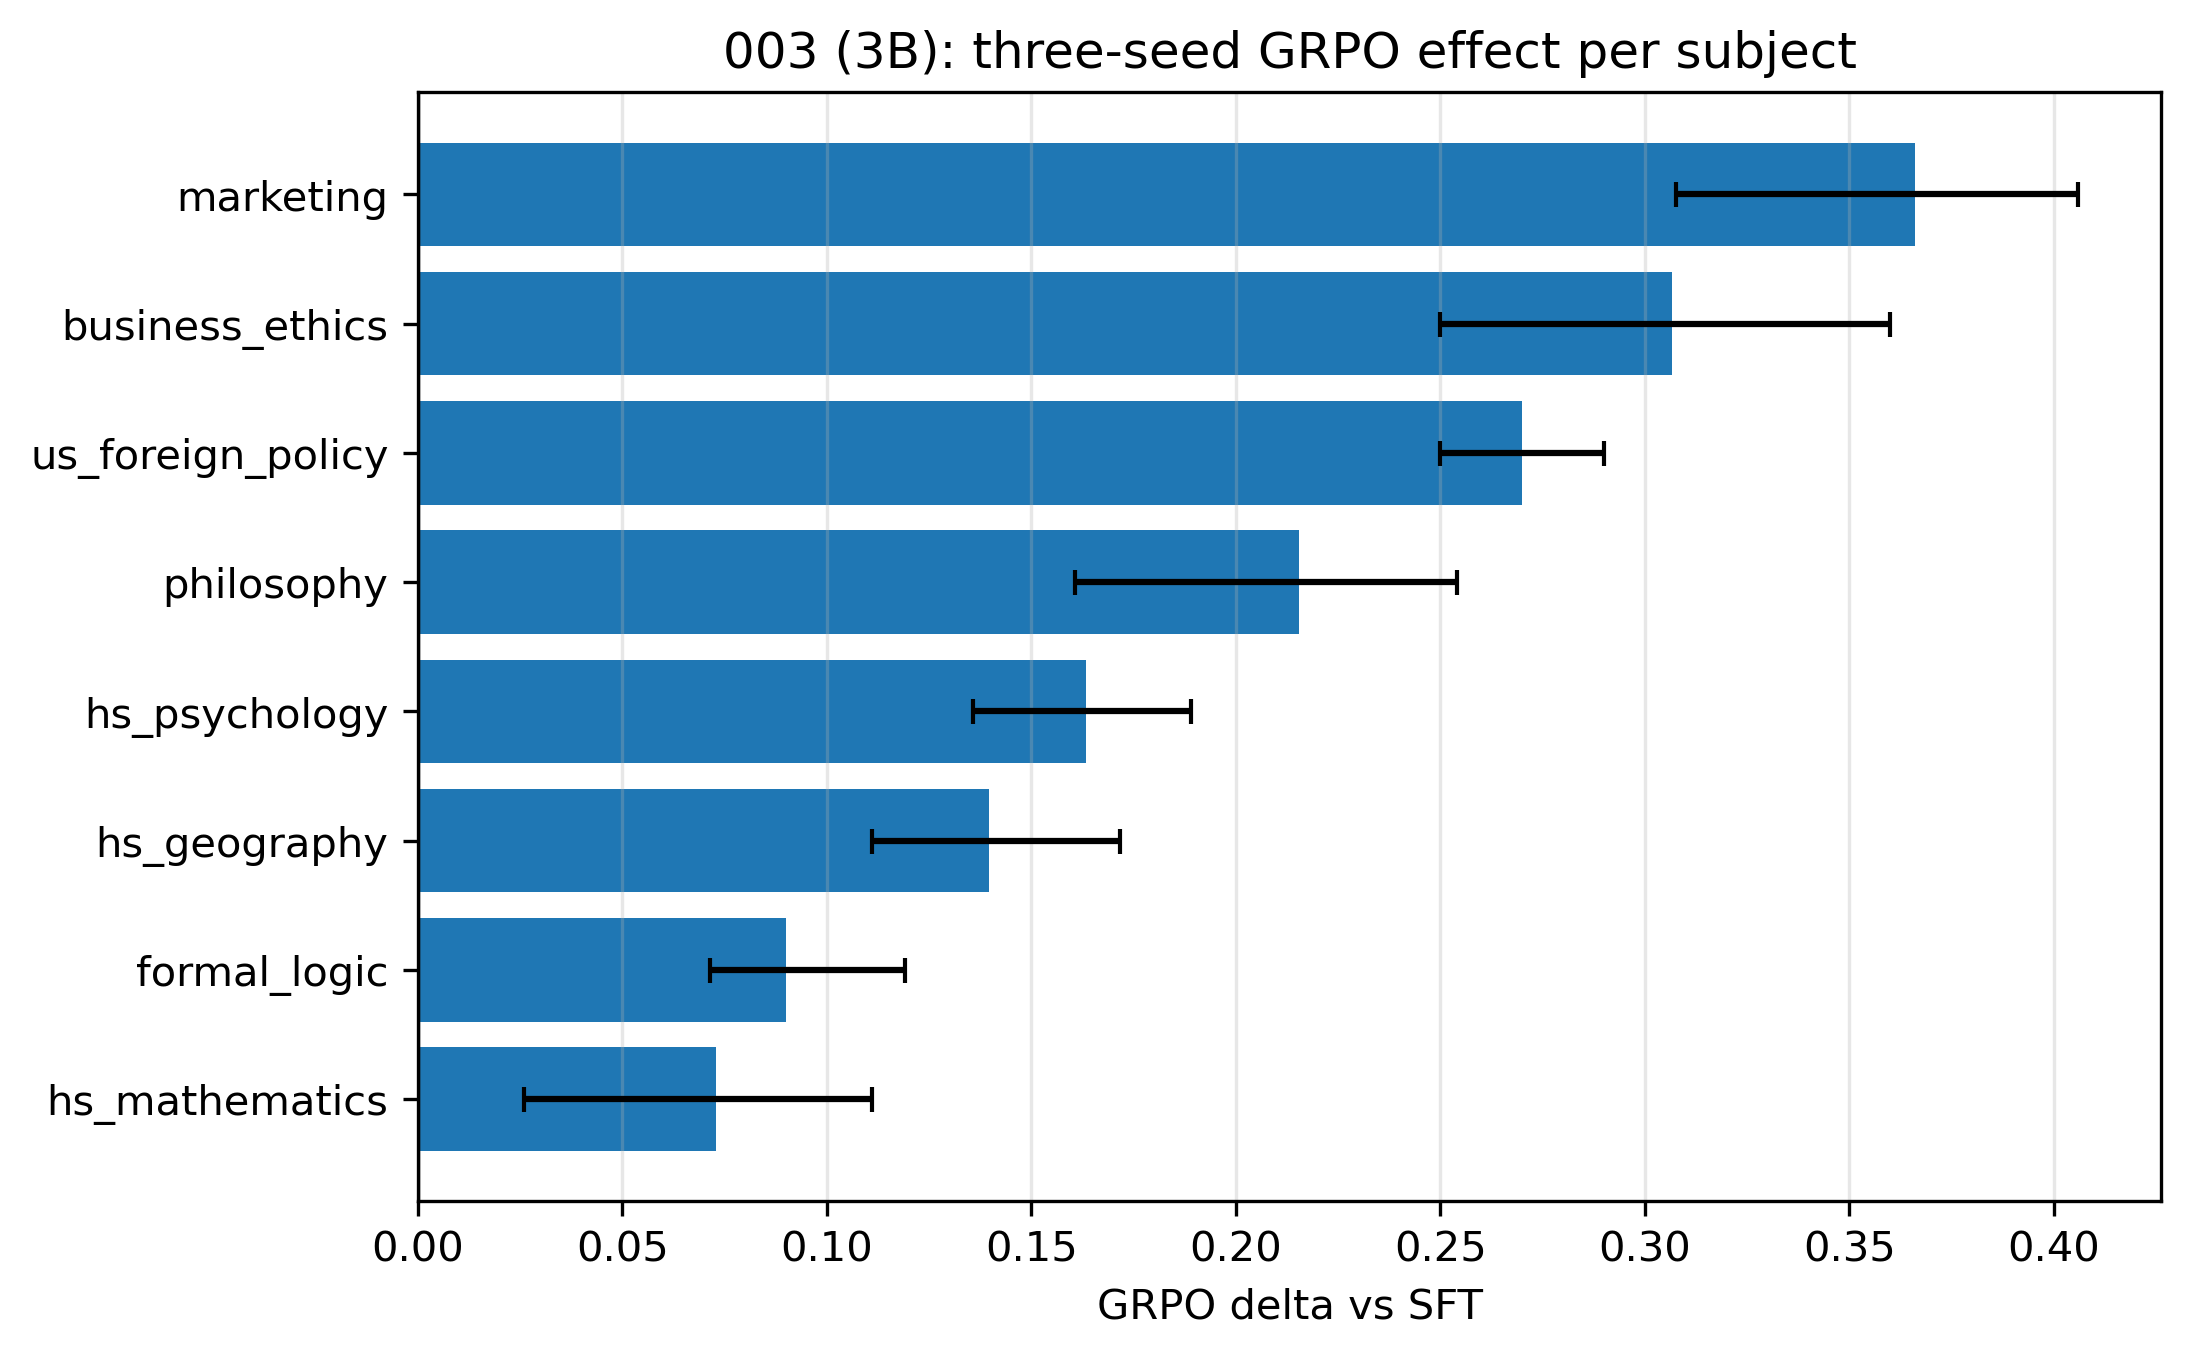 003 (3B): three-seed GRPO effect per subject
marketing
business_ethics
us_foreign_policy
philosophy
hs_psychology
hs_geography
formal_logic
hs_mathematics
0.00 0.05 0.10 0.15 0.20 0.25 0.30 0.35 0.40
GRPO delta vs SFT